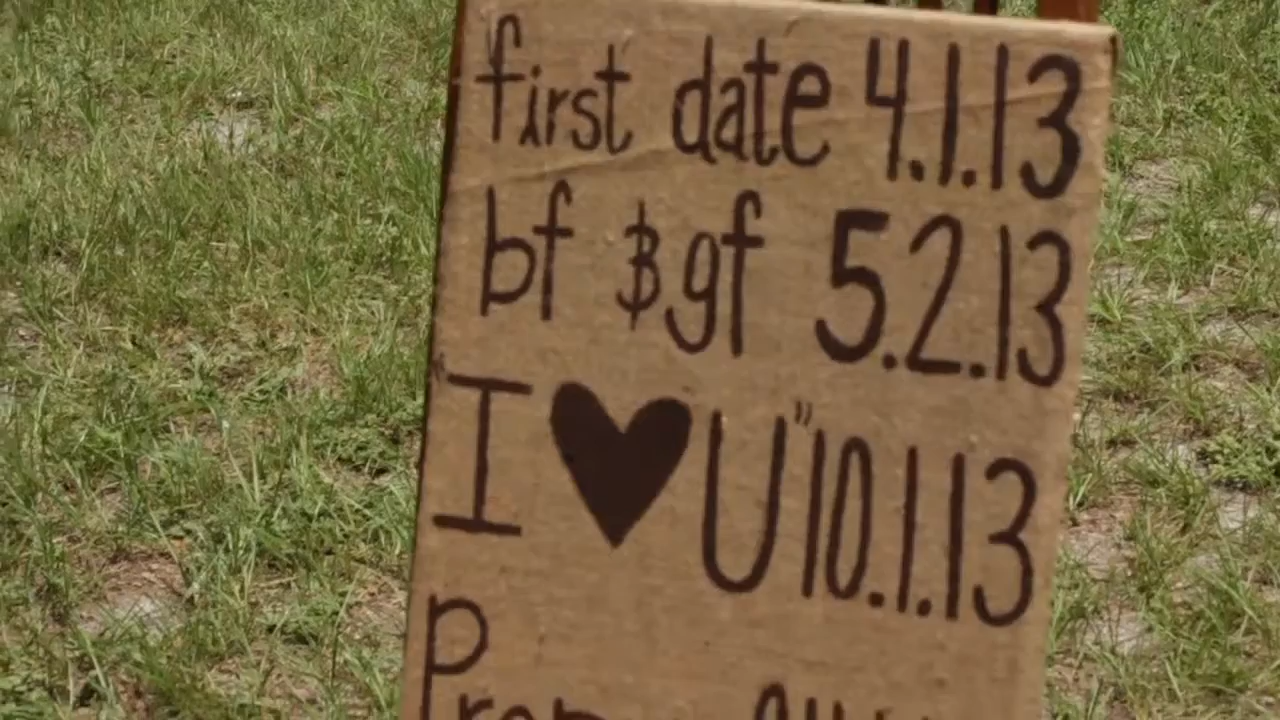 first date 4.1.13
bf & gf 5.2.13
"I ♥ U" 10.1.13